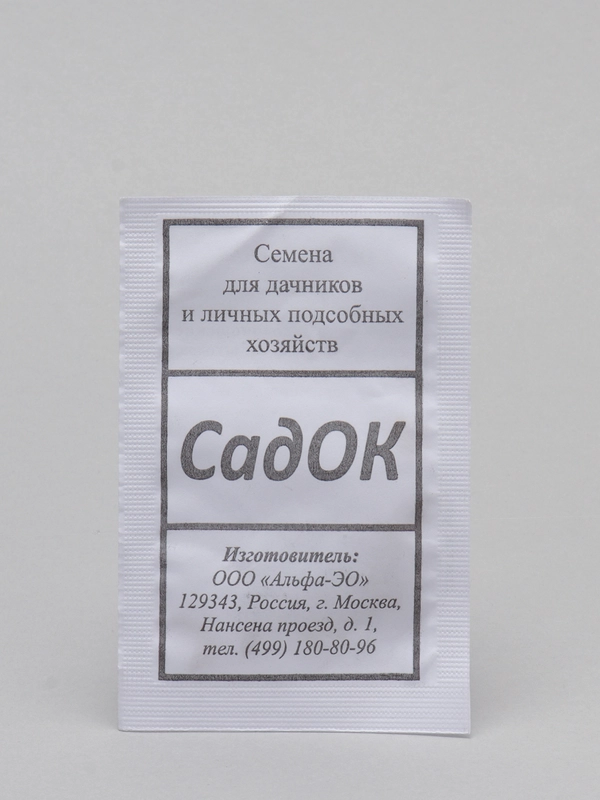 Семена
для дачников
и личных подсобных
хозяйств
СадОК
Изготовитель:
ООО «Альфа-ЭО»
129343, Россия, г. Москва,
Нансена проезд, д. 1,
тел. (499) 180-80-96